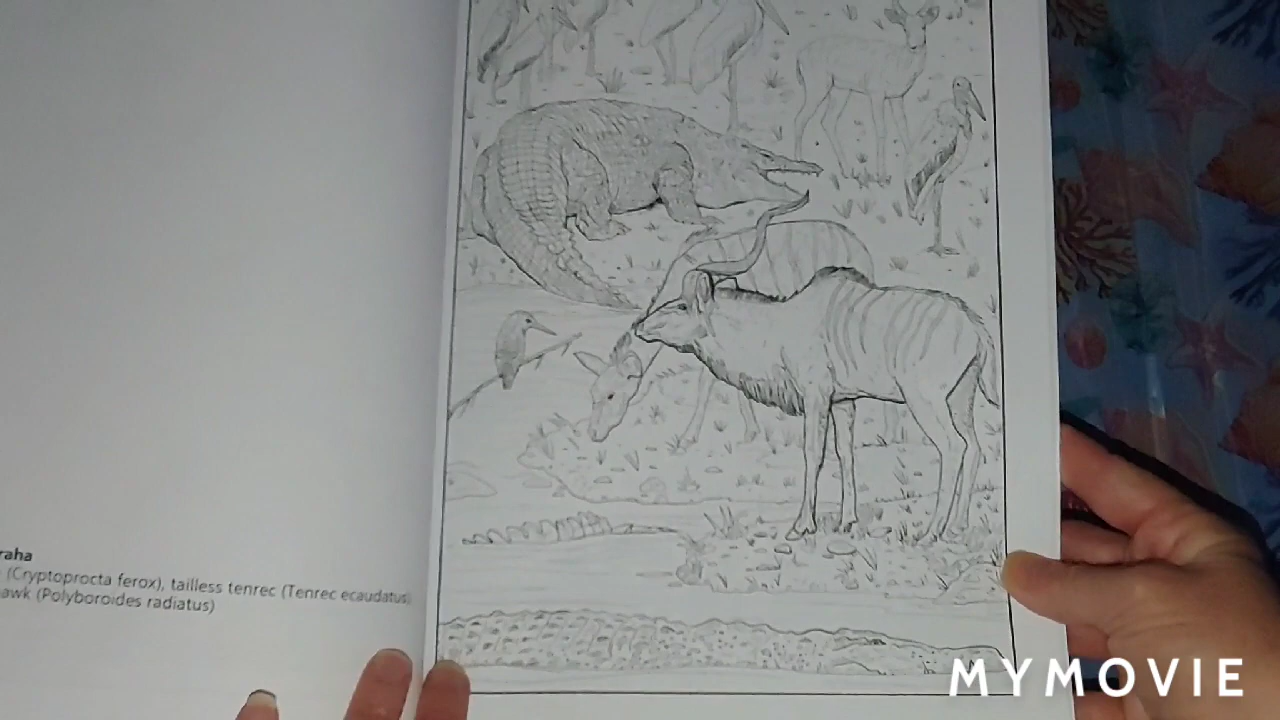 raha
(Cryptoprocta ferox), tailless tenrec (Tenrec ecaudatus)
awk (Polyboroides radiatus)
MYMOVIE